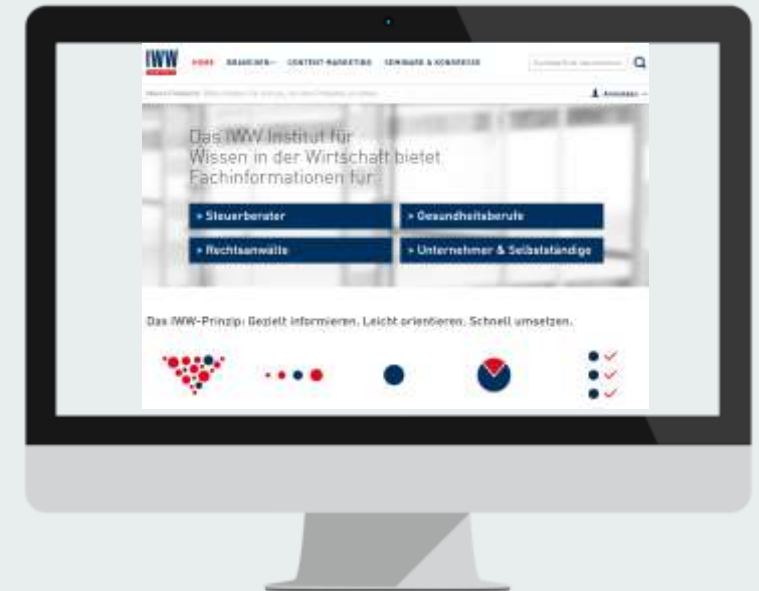 IWW
HOME BRANCHEN CONTENT-MARKETING SEMINARE & KONGRESSE
Anmelden
Das IWW Institut für
Wissen in der Wirtschaft bietet
Fachinformationen für:
» Steuerberater
» Gesundheitsberufe
» Rechtsanwälte
» Unternehmer & Selbstständige
Das IWW-Prinzip: Gezielt informieren. Leicht orientieren. Schnell umsetzen.